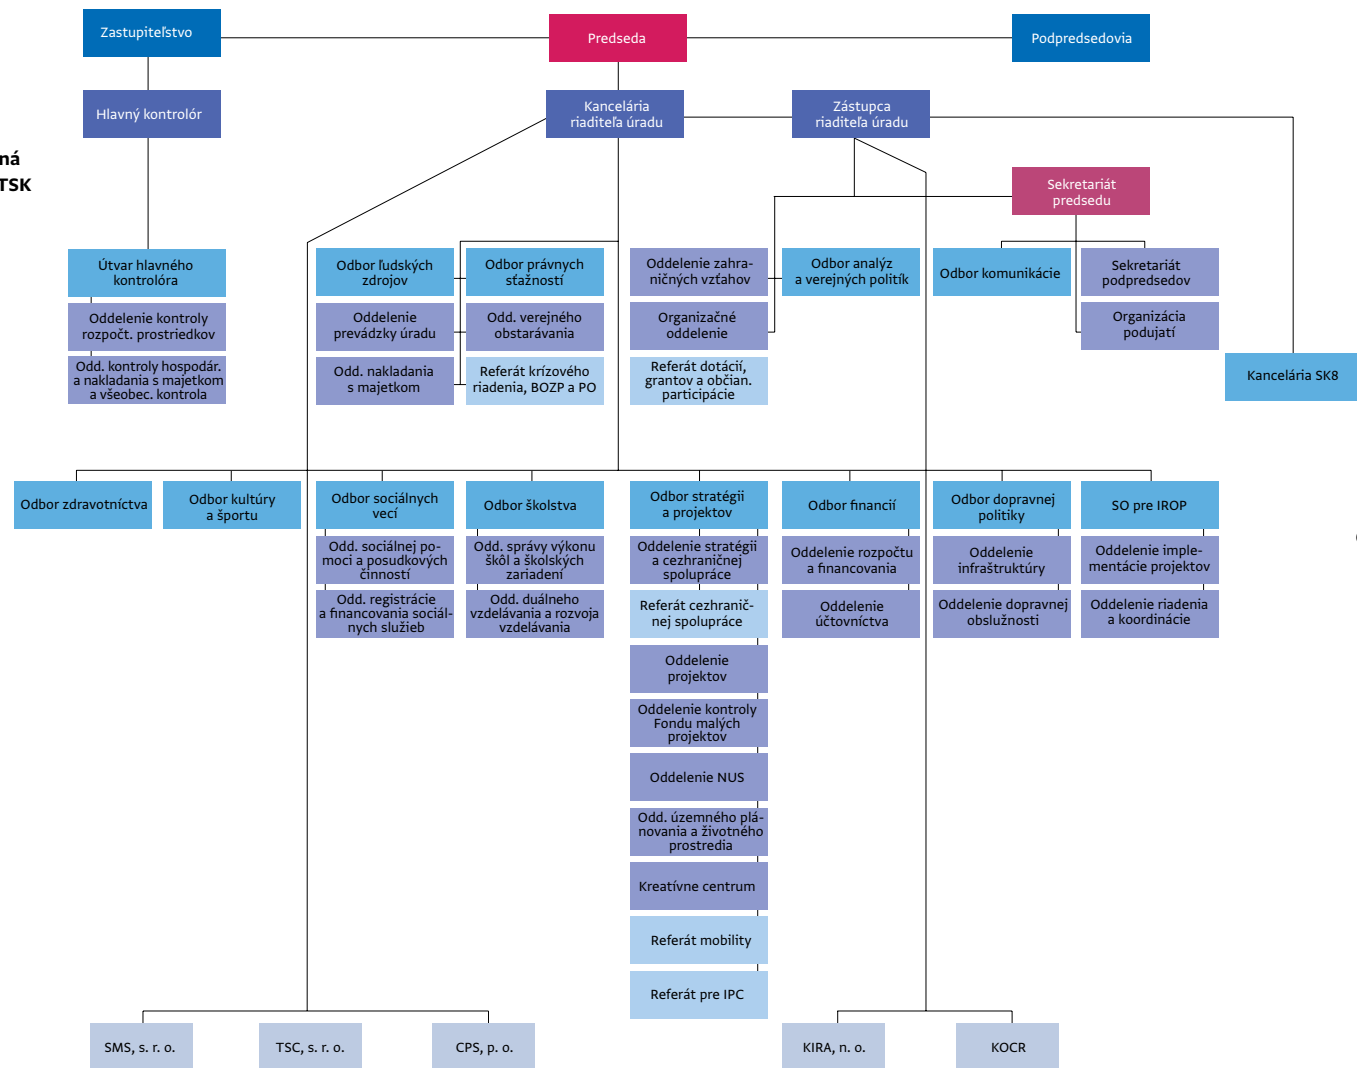 Zastupiteľstvo
Predseda
Podpredsedovia
Hlavný kontrolór
Kancelária
riaditeľa úradu
Zástupca
riaditeľa úradu
ná
TSK
Sekretariát
predsedu
Útvar hlavného
kontrolóra
Odbor ľudských
zdrojov
Odbor právnych
sťažností
Oddelenie zahra-
ničných vzťahov
Odbor analýz
a verejných politík
Odbor komunikácie
Sekretariát
podpredsedov
Oddelenie kontroly
rozpočt. prostriedkov
Oddelenie
prevádzky úradu
Odd. verejného
obstarávania
Organizačné
oddelenie
Organizácia
podujatí
Odd. kontroly hospodár.
a nakladania s majetkom
a všeobec. kontrola
Odd. nakladania
s majetkom
Referát krízového
riadenia, BOZP a PO
Referát dotácií,
grantov a občian.
participácie
Kancelária SK8
Odbor zdravotníctva
Odbor kultúry
a športu
Odbor sociálnych
vecí
Odbor školstva
Odbor stratégií
a projektov
Odbor financií
Odbor dopravnej
politiky
SO pre IROP
Odd. sociálnej po-
moci a posudkových
činností
Odd. správy výkonu
škôl a školských
zariadení
Oddelenie stratégií
a cezhraničnej
spolupráce
Oddelenie rozpočtu
a financovania
Oddelenie
infraštruktúry
Oddelenie imple-
mentácie projektov
Odd. registrácie
a financovania sociál-
nych služieb
Odd. duálneho
vzdelávania a rozvoja
vzdelávania
Referát cezhranič-
nej spolupráce
Oddelenie
účtovníctva
Oddelenie dopravnej
obslužnosti
Oddelenie riadenia
a koordinácie
Oddelenie
projektov
Oddelenie kontroly
Fondu malých
projektov
Oddelenie NUS
Odd. územného plá-
novania a životného
prostredia
Kreatívne centrum
Referát mobility
Referát pre IPC
SMS, s. r. o.
TSC, s. r. o.
CPS, p. o.
KIRA, n. o.
KOCR